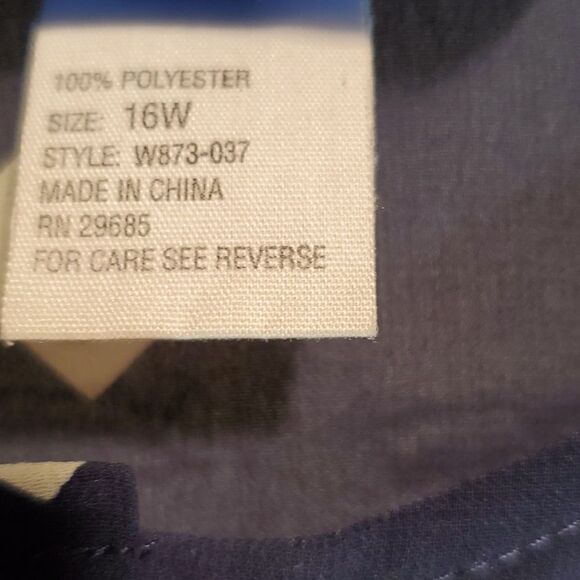 100% POLYESTER
SIZE: 16W
STYLE: W873-037
MADE IN CHINA
RN 29685
FOR CARE SEE REVERSE